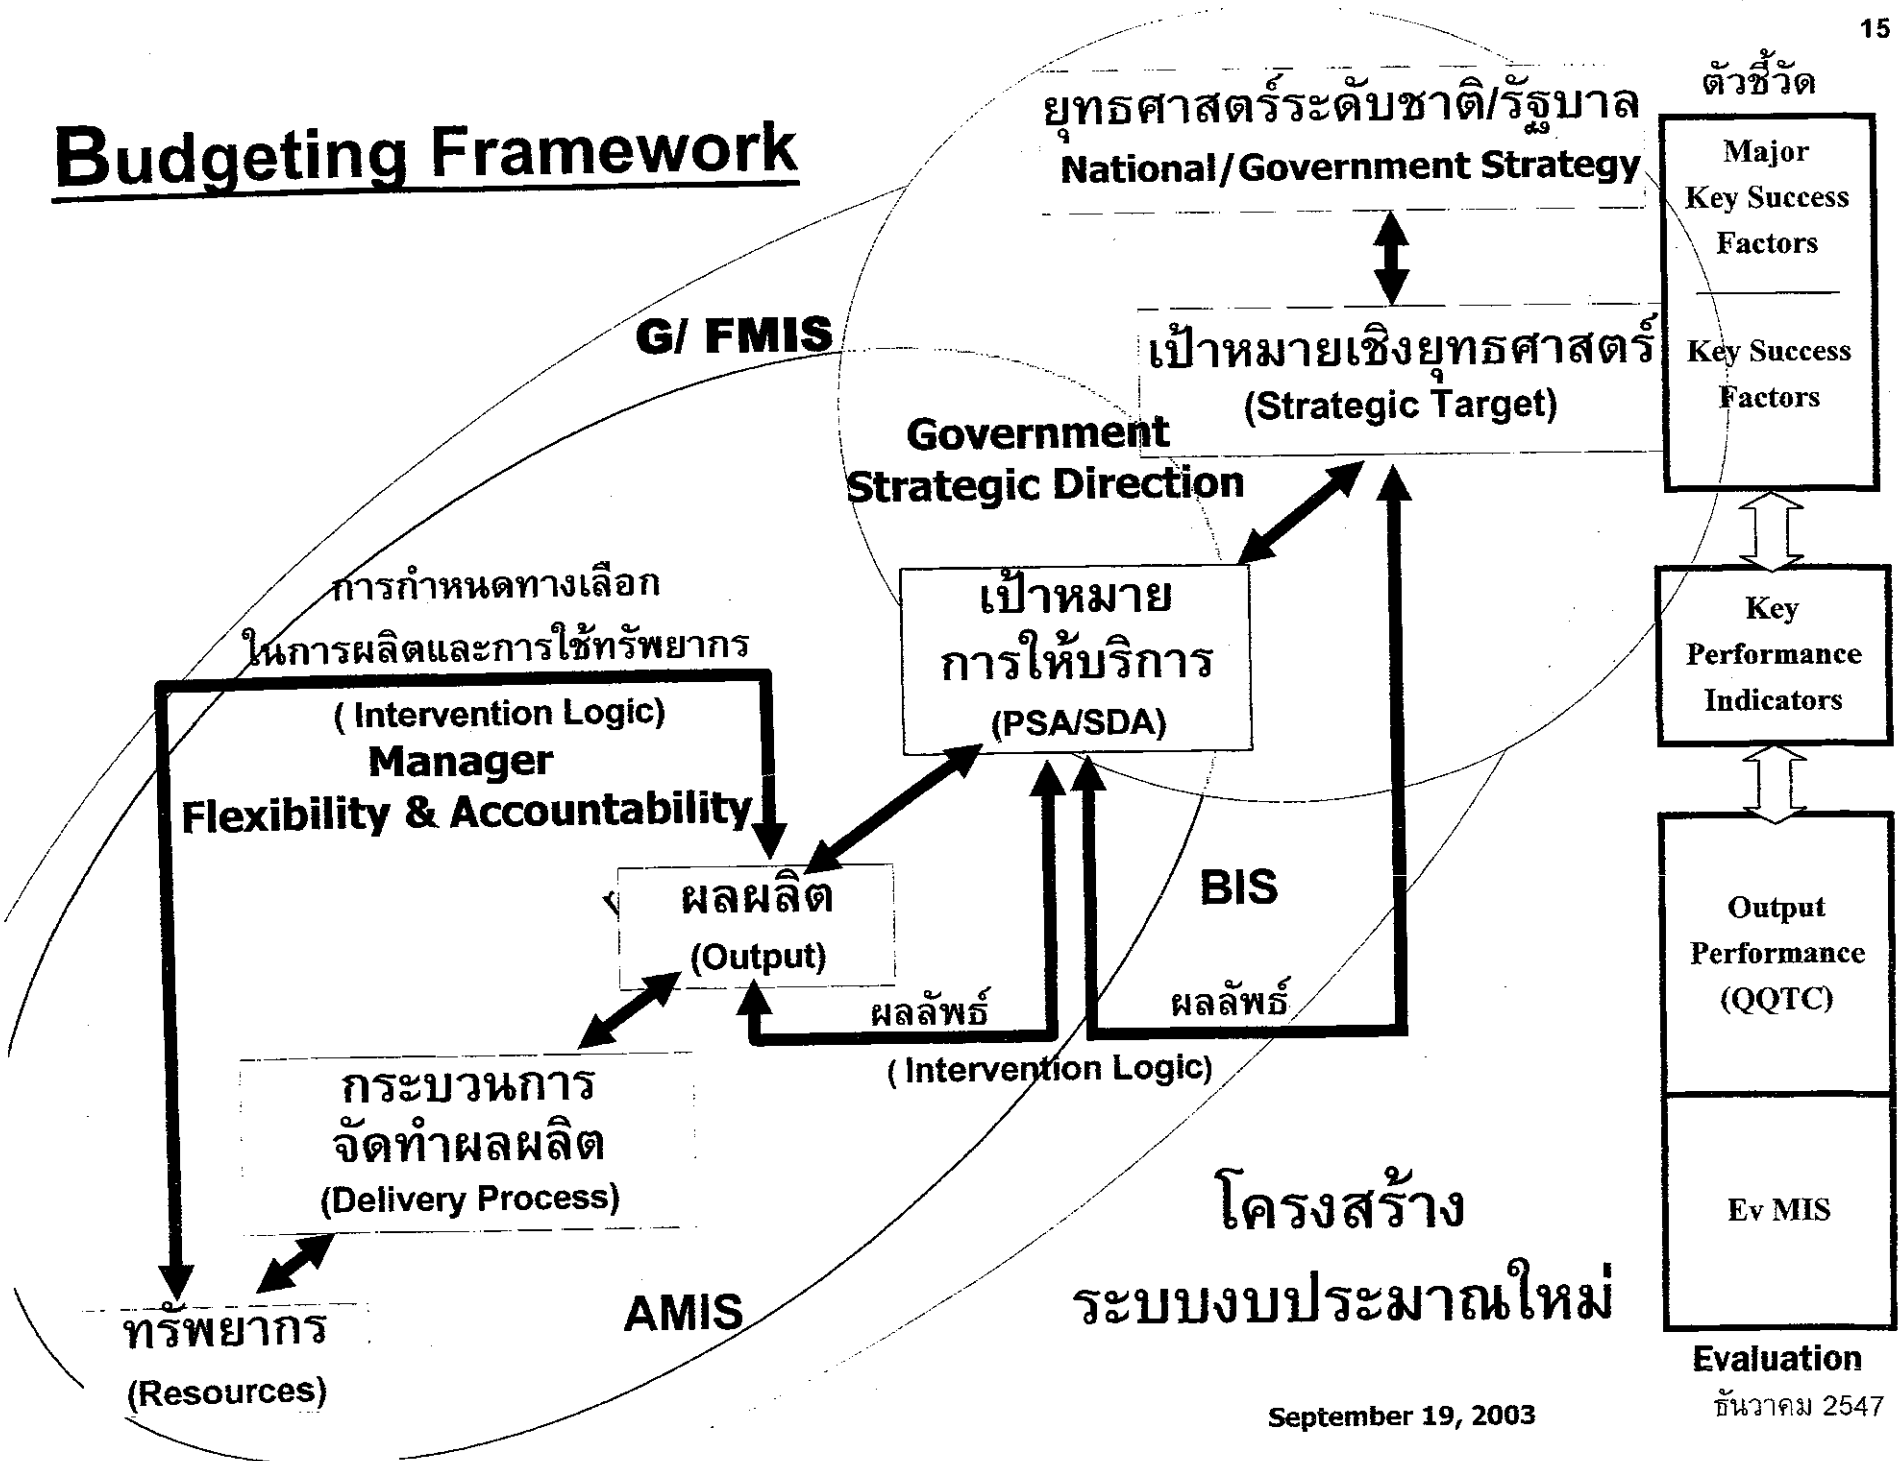 15
Budgeting Framework
ยุทธศาสตร์ระดับชาติ/รัฐบาล
National/Government Strategy
ตัวชี้วัด
Major
Key Success
Factors
Key Success
Factors
G/ FMIS
เป้าหมายเชิงยุทธศาสตร์
(Strategic Target)
Government
Strategic Direction
การกำหนดทางเลือก
ในการผลิตและการใช้ทรัพยากร
( Intervention Logic)
Manager
Flexibility & Accountability
เป้าหมาย
การให้บริการ
(PSA/SDA)
Key
Performance
Indicators
ผลผลิต
(Output)
BIS
ผลลัพธ์
ผลลัพธ์
( Intervention Logic)
Output
Performance
(QQTC)
กระบวนการ
จัดทำผลผลิต
(Delivery Process)
Ev MIS
โครงสร้าง
ระบบงบประมาณใหม่
AMIS
ทรัพยากร
(Resources)
Evaluation
September 19, 2003
ธันวาคม 2547